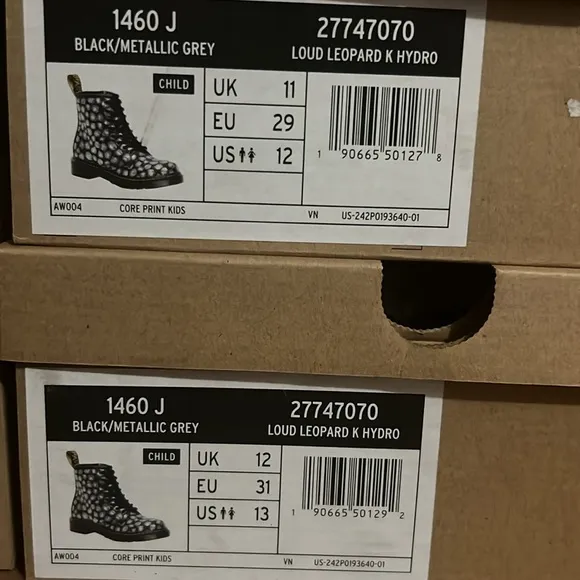 1460 J
BLACK/METALLIC GREY
27747070
LOUD LEOPARD K HYDRO
CHILD
UK 11
EU 29
US 12
1 90665 50127 8
AW004 CORE PRINT KIDS VN US-242P0193640-01
1460 J
BLACK/METALLIC GREY
27747070
LOUD LEOPARD K HYDRO
CHILD
UK 12
EU 31
US 13
1 90665 50129 2
AW004 CORE PRINT KIDS VN US-242P0193640-01